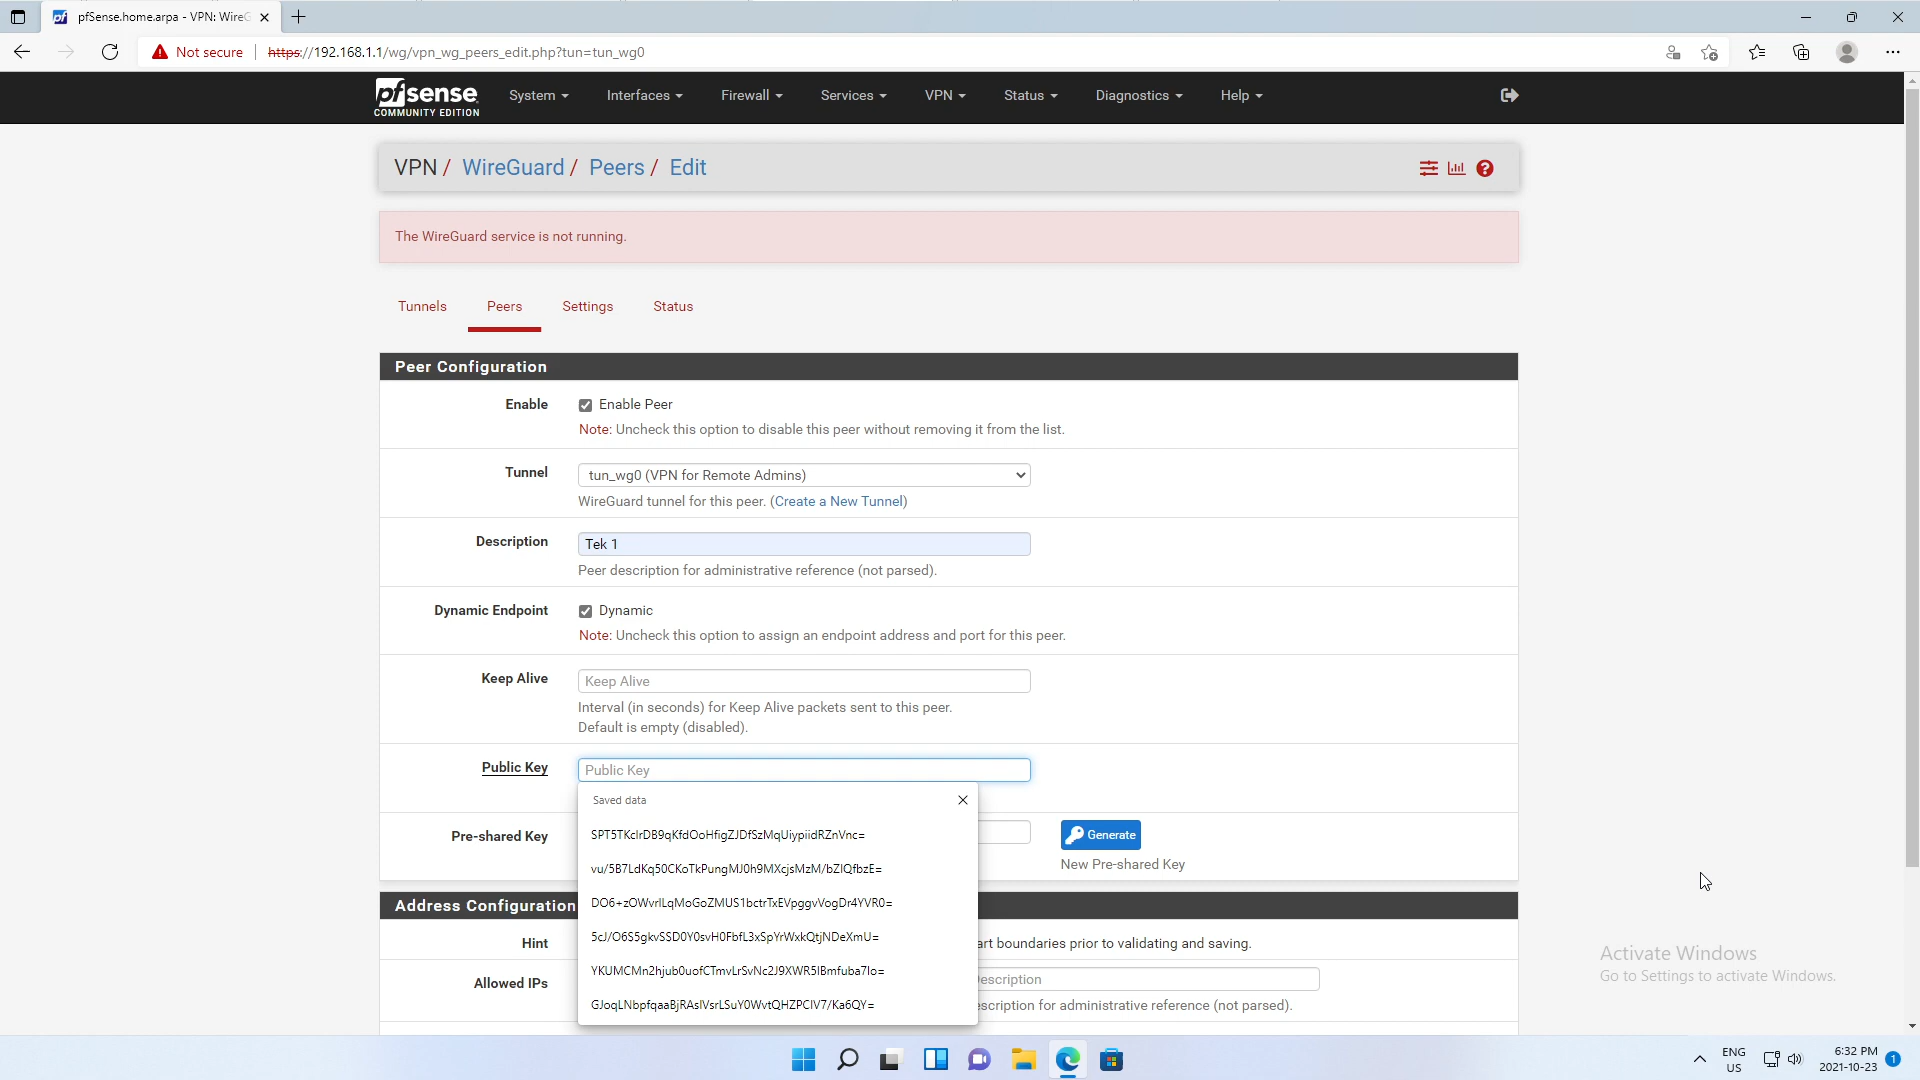 pfSense.home.arpa - VPN: WireG
Not secure
https://192.168.1.1/wg/vpn_wg_peers_edit.php?tun=tun_wg0
pfsense
COMMUNITY EDITION
System
Interfaces
Firewall
Services
VPN
Status
Diagnostics
Help
VPN / WireGuard / Peers / Edit
The WireGuard service is not running.
Tunnels
Peers
Settings
Status
Peer Configuration
Enable
Enable Peer
Note: Uncheck this option to disable this peer without removing it from the list.
Tunnel
tun_wg0 (VPN for Remote Admins)
WireGuard tunnel for this peer. (Create a New Tunnel)
Description
Tek 1
Peer description for administrative reference (not parsed).
Dynamic Endpoint
Dynamic
Note: Uncheck this option to assign an endpoint address and port for this peer.
Keep Alive
Keep Alive
Interval (in seconds) for Keep Alive packets sent to this peer.
Default is empty (disabled).
Public Key
Public Key
Saved data
SPT5TKclrDB9qKfdOoHfigZJDfSzMqUiypiidRZnVnc=
vu/5B7LdKq50CKoTkPungMJ0h9MXcjsMzM/bZIQfbzE=
DO6+zOWvrlLqMoGoZMUS1bctrTxEVpggvVogDr4YVR0=
5cJ/O6S5gkvSSD0Y0svH0FbfL3xSpYrWxkQtjNDeXmU=
YKUMCMn2hjub0uofCTmvLrSvNc2J9XWR5IBmfuba7lo=
GJoqLNbpfqaaBjRAslVsrLSuY0WvtQHZPCIV7/Ka6QY=
Pre-shared Key
Generate
New Pre-shared Key
Address Configuration
Hint
art boundaries prior to validating and saving.
Allowed IPs
escription
scription for administrative reference (not parsed).
Activate Windows
Go to Settings to activate Windows.
ENG
US
6:32 PM
2021-10-23
1